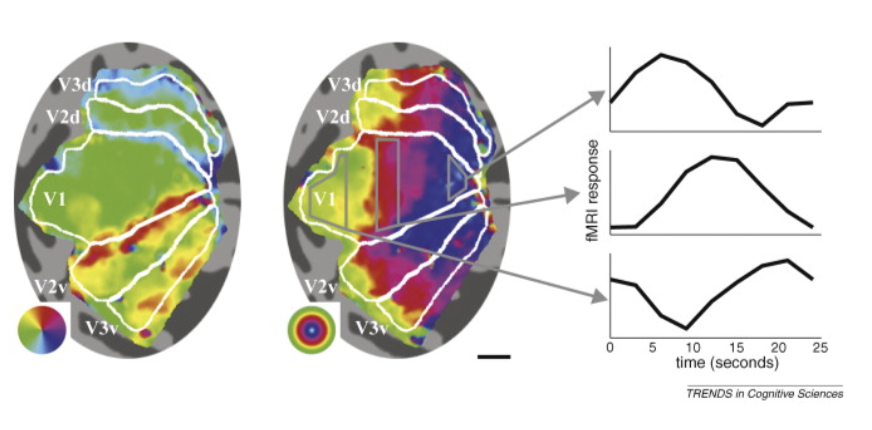 V3d
V2d
V1
V2v
V3v
V3d
V2d
V1
V2v
V3v
fMRI response
0 5 10 15 20 25
time (seconds)
TRENDS in Cognitive Sciences